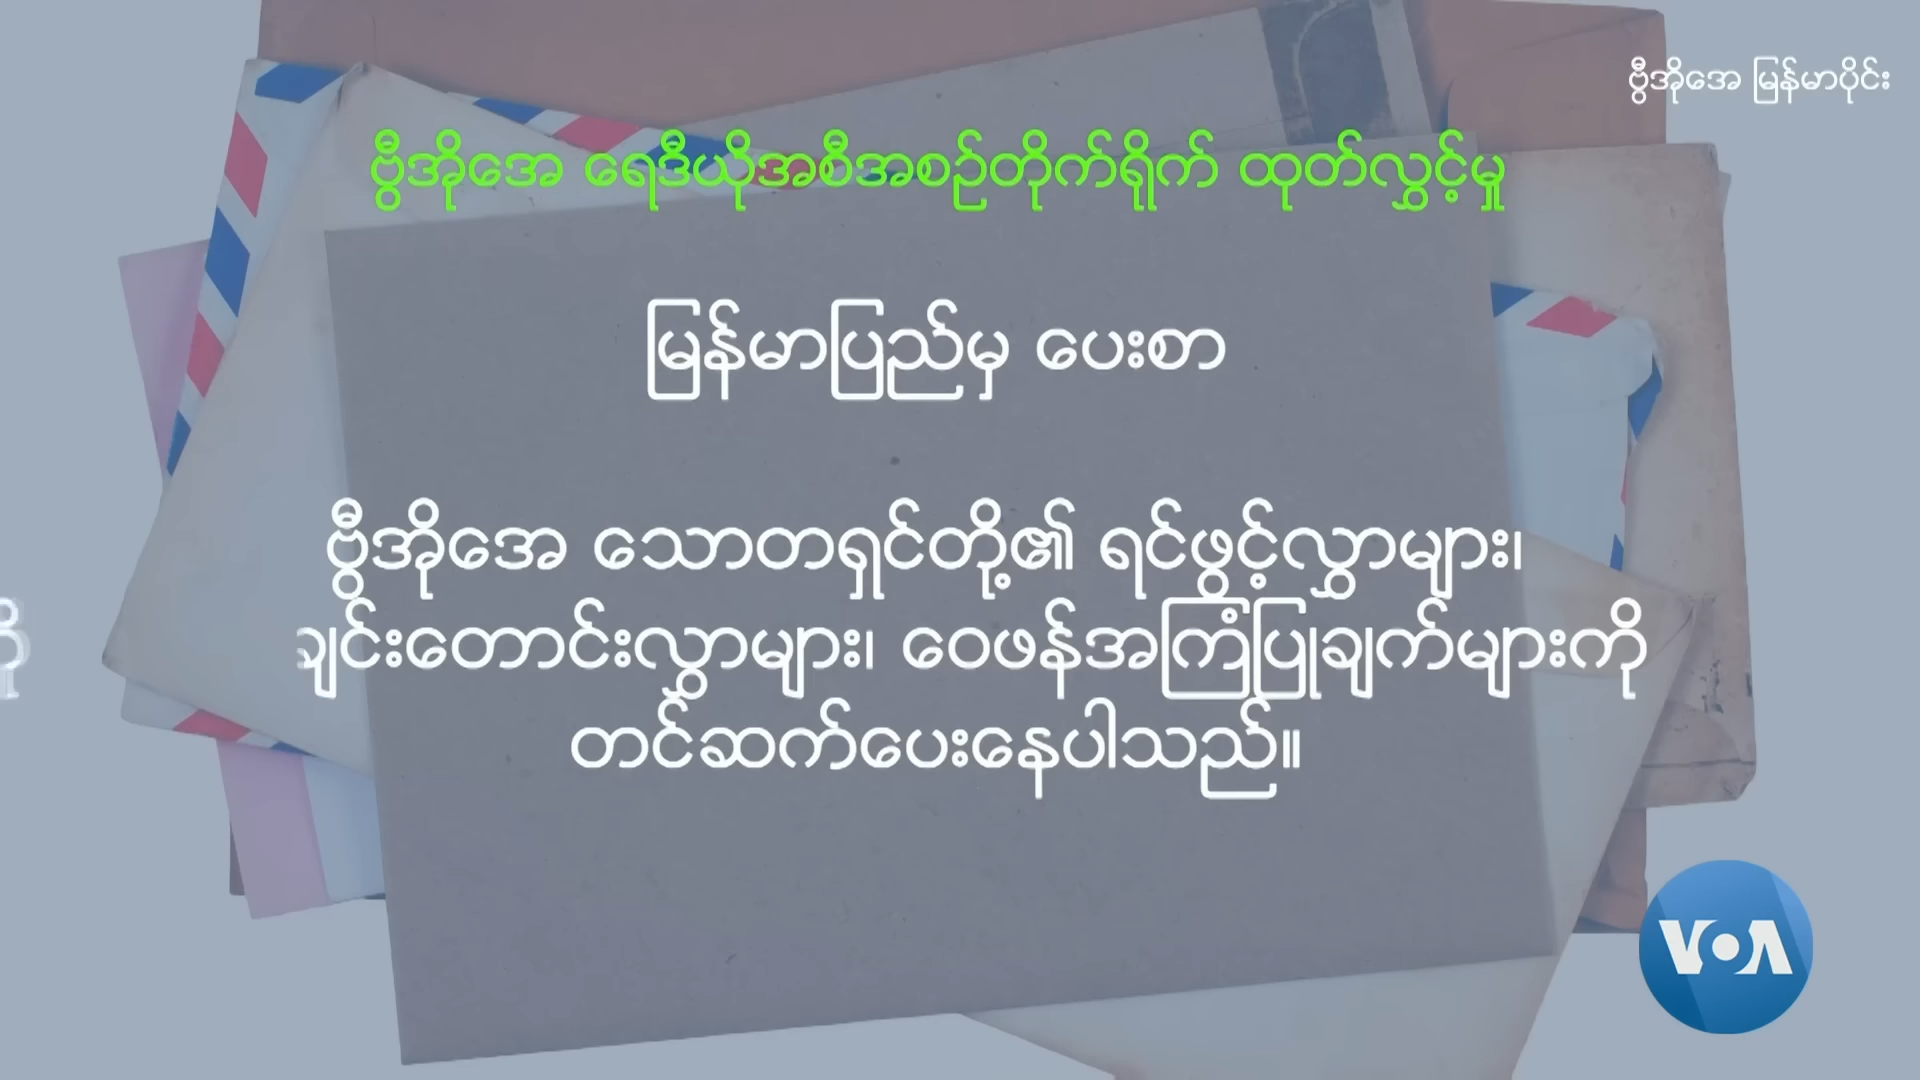 ဗွီအိုအေ မြန်မာပိုင်း
ဗွီအိုအေ ရေဒီယိုအစီအစဉ်တိုက်ရိုက် ထုတ်လွှင့်မှု
မြန်မာပြည်မှ ပေးစာ
ဗွီအိုအေ သောတရှင်တို့၏ ရင်ဖွင့်လွှာများ၊
ချင်းတောင်းလွှာများ၊ ဝေဖန်အကြံပြုချက်များကို
တင်ဆက်ပေးနေပါသည်။
VOA